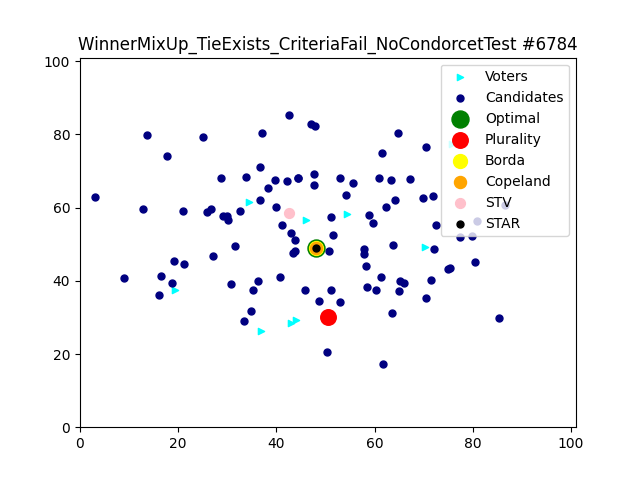 WinnerMixUp_TieExists_CriteriaFail_NoCondorcetTest #6784
100
80
60
40
20
0
0
20
40
60
80
100
Voters
Candidates
Optimal
Plurality
Borda
Copeland
STV
STAR